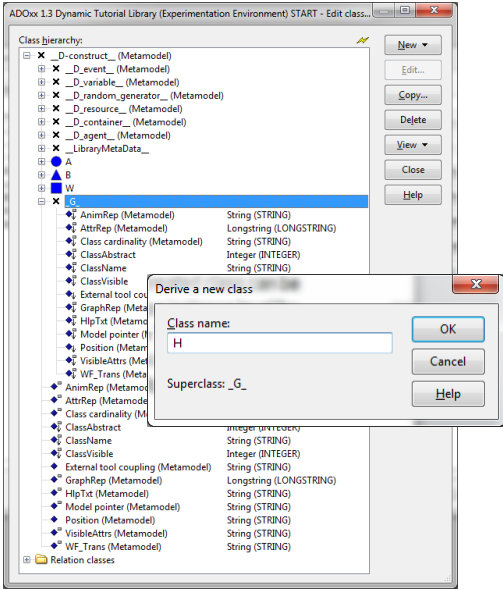 ADOxx 1.3 Dynamic Tutorial Library (Experimentation Environment) START - Edit class...
Class hierarchy:
__D-construct__ (Metamodel)
__D_event__ (Metamodel)
__D_variable__ (Metamodel)
__D_random_generator__ (Metamodel)
__D_resource__ (Metamodel)
__D_container__ (Metamodel)
__D_agent__ (Metamodel)
__LibraryMetaData__
A
B
W
_G_
AnimRep (Metamodel) String (STRING)
AttrRep (Metamodel) Longstring (LONGSTRING)
Class cardinality (Metamodel) String (STRING)
ClassAbstract Integer (INTEGER)
ClassName String (STRING)
ClassVisible
External tool cou
GraphRep (Meta
HlpTxt (Metamo
Model pointer (
Position (Metam
VisibleAttrs (Met
WF_Trans (Meta
AnimRep (Metamod
AttrRep (Metamode
Class cardinality (M
ClassAbstract Integer (INTEGER)
ClassName String (STRING)
ClassVisible Integer (INTEGER)
External tool coupling (Metamodel) String (STRING)
GraphRep (Metamodel) Longstring (LONGSTRING)
HlpTxt (Metamodel) String (STRING)
Model pointer (Metamodel) String (STRING)
Position (Metamodel) String (STRING)
VisibleAttrs (Metamodel) String (STRING)
WF_Trans (Metamodel) String (STRING)
Relation classes
New
Edit...
Copy...
Delete
View
Close
Help
Derive a new class
Class name:
H
Superclass: _G_
OK
Cancel
Help